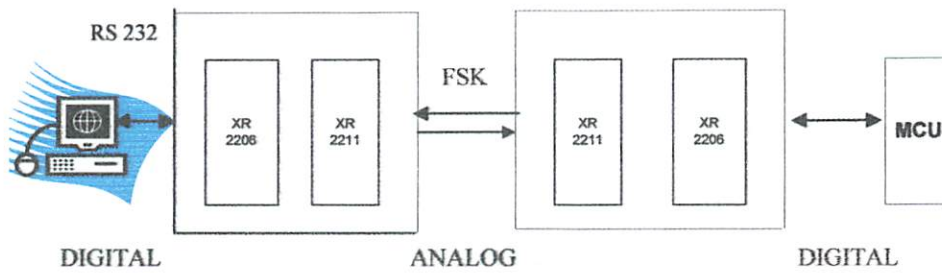 RS 232
FSK
XR
2206
XR
2211
XR
2211
XR
2206
MCU
DIGITAL
ANALOG
DIGITAL